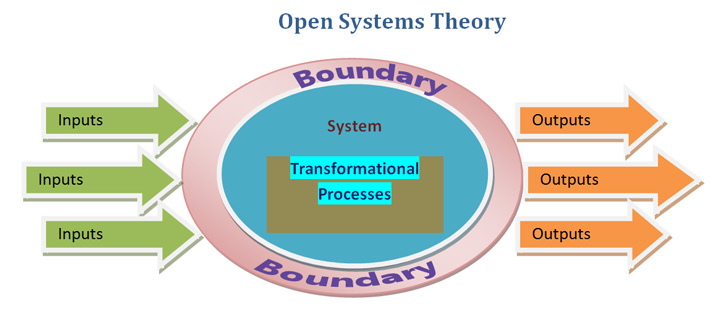 Open Systems Theory
Boundary
Inputs
Outputs
System
Inputs
Transformational
Processes
Outputs
Inputs
Outputs
Boundary